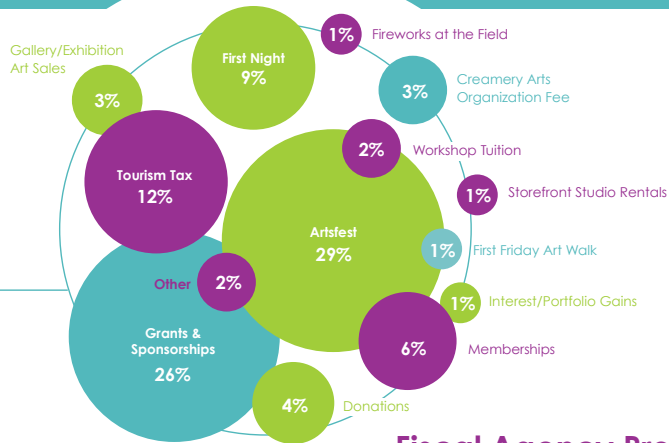 1%
Fireworks at the Field
Gallery/Exhibition
Art Sales
First Night
9%
3%
3%
Creamery Arts
Organization Fee
2%
Workshop Tuition
Tourism Tax
12%
1%
Storefront Studio Rentals
Artsfest
29%
1%
First Friday Art Walk
Other
2%
1%
Interest/Portfolio Gains
Grants &
Sponsorships
26%
6%
Memberships
4%
Donations